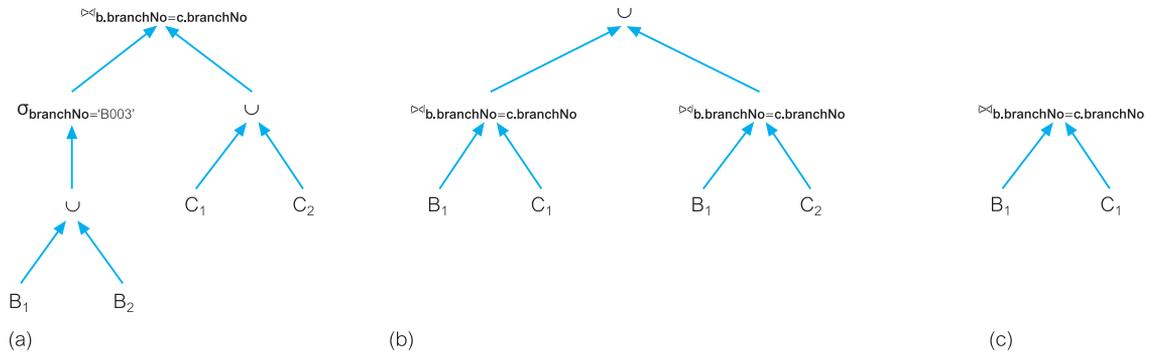 ⋈b.branchNo=c.branchNo ∪
σbranchNo='B003' ∪ ⋈b.branchNo=c.branchNo ⋈b.branchNo=c.branchNo ⋈b.branchNo=c.branchNo
∪ C₁ C₂ B₁ C₁ B₁ C₂ B₁ C₁
B₁ B₂
(a) (b) (c)